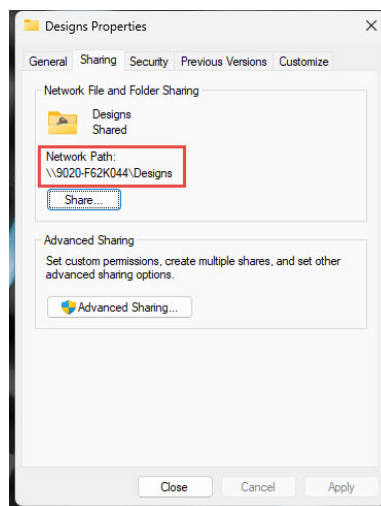 Designs Properties
General Sharing Security Previous Versions Customize
Network File and Folder Sharing
Designs
Shared
Network Path:
\\9020-F62K044\Designs
Share...
Advanced Sharing
Set custom permissions, create multiple shares, and set other
advanced sharing options.
Advanced Sharing...
Close Cancel Apply